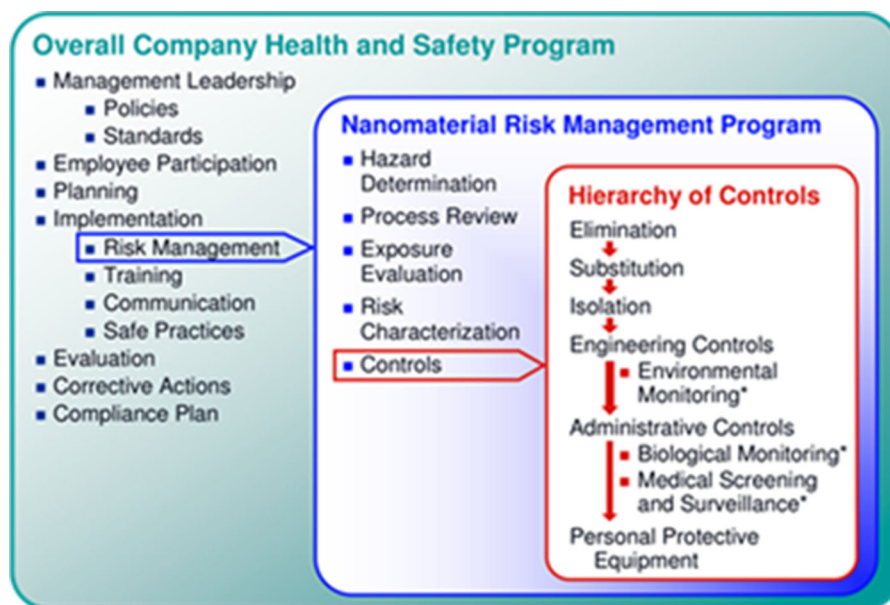 Overall Company Health and Safety Program
Management Leadership
Policies
Standards
Employee Participation
Planning
Implementation
Risk Management
Training
Communication
Safe Practices
Evaluation
Corrective Actions
Compliance Plan
Nanomaterial Risk Management Program
Hazard
Determination
Process Review
Exposure
Evaluation
Risk
Characterization
Controls
Hierarchy of Controls
Elimination
Substitution
Isolation
Engineering Controls
Environmental
Monitoring*
Administrative Controls
Biological Monitoring*
Medical Screening
and Surveillance*
Personal Protective
Equipment